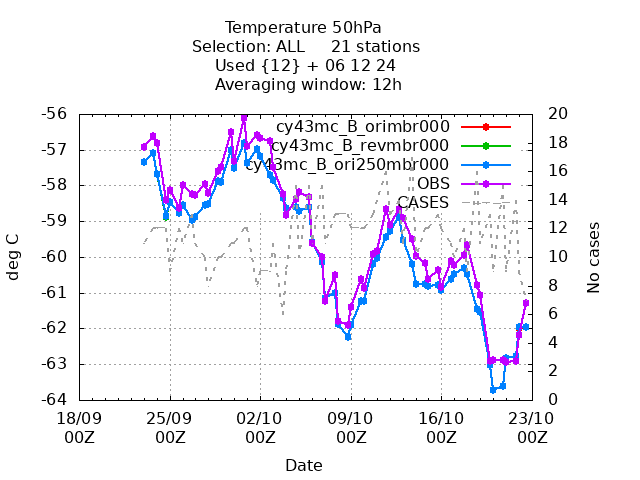 Temperature 50hPa
Selection: ALL 21 stations
Used {12} + 06 12 24
Averaging window: 12h
cy43mc_B_orimbr000
cy43mc_B_revmbr000
cy43mc_B_ori250mbr000
OBS
CASES
-56
-57
-58
-59
-60
-61
-62
-63
-64
deg C
20
18
16
14
12
10
8
6
4
2
0
No cases
18/09 25/09 02/10 09/10 16/10 23/10
00Z 00Z 00Z 00Z 00Z 00Z
Date